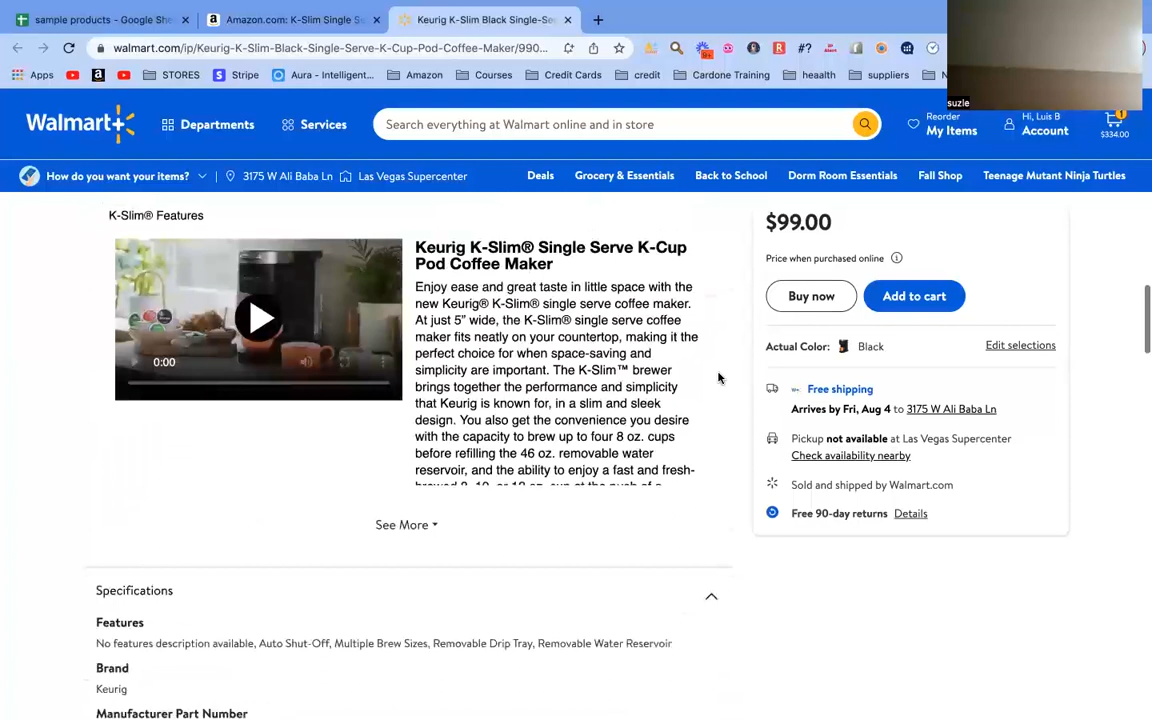 sample products - Google She
Amazon.com: K-Slim Single S
Keurig K-Slim Black Single-Se
walmart.com/ip/Keurig-K-Slim-Black-Single-Serve-K-Cup-Pod-Coffee-Maker/990...
Apps
STORES
Stripe
Aura - Intelligent...
Amazon
Courses
Credit Cards
credit
Cardone Training
heaalth
suppliers
N
suzie
Walmart+
Departments
Services
Search everything at Walmart online and in store
Reorder
My Items
Hi, Luis B
Account
1
$334.00
How do you want your items?
3175 W Ali Baba Ln
Las Vegas Supercenter
Deals
Grocery & Essentials
Back to School
Dorm Room Essentials
Fall Shop
Teenage Mutant Ninja Turtles
K-Slim® Features
0:00
Keurig K-Slim® Single Serve K-Cup
Pod Coffee Maker
Enjoy ease and great taste in little space with the
new Keurig® K-Slim® single serve coffee maker.
At just 5” wide, the K-Slim® single serve coffee
maker fits neatly on your countertop, making it the
perfect choice for when space-saving and
simplicity are important. The K-Slim™ brewer
brings together the performance and simplicity
that Keurig is known for, in a slim and sleek
design. You also get the convenience you desire
with the capacity to brew up to four 8 oz. cups
before refilling the 46 oz. removable water
reservoir, and the ability to enjoy a fast and fresh-
brewed 8, 10, or 12 oz. cup at the push of a
See More
Specifications
Features
No features description available, Auto Shut-Off, Multiple Brew Sizes, Removable Drip Tray, Removable Water Reservoir
Brand
Keurig
Manufacturer Part Number
$99.00
Price when purchased online
Buy now
Add to cart
Actual Color:
Black
Edit selections
Free shipping
Arrives by Fri, Aug 4 to 3175 W Ali Baba Ln
Pickup not available at Las Vegas Supercenter
Check availability nearby
Sold and shipped by Walmart.com
Free 90-day returns
Details